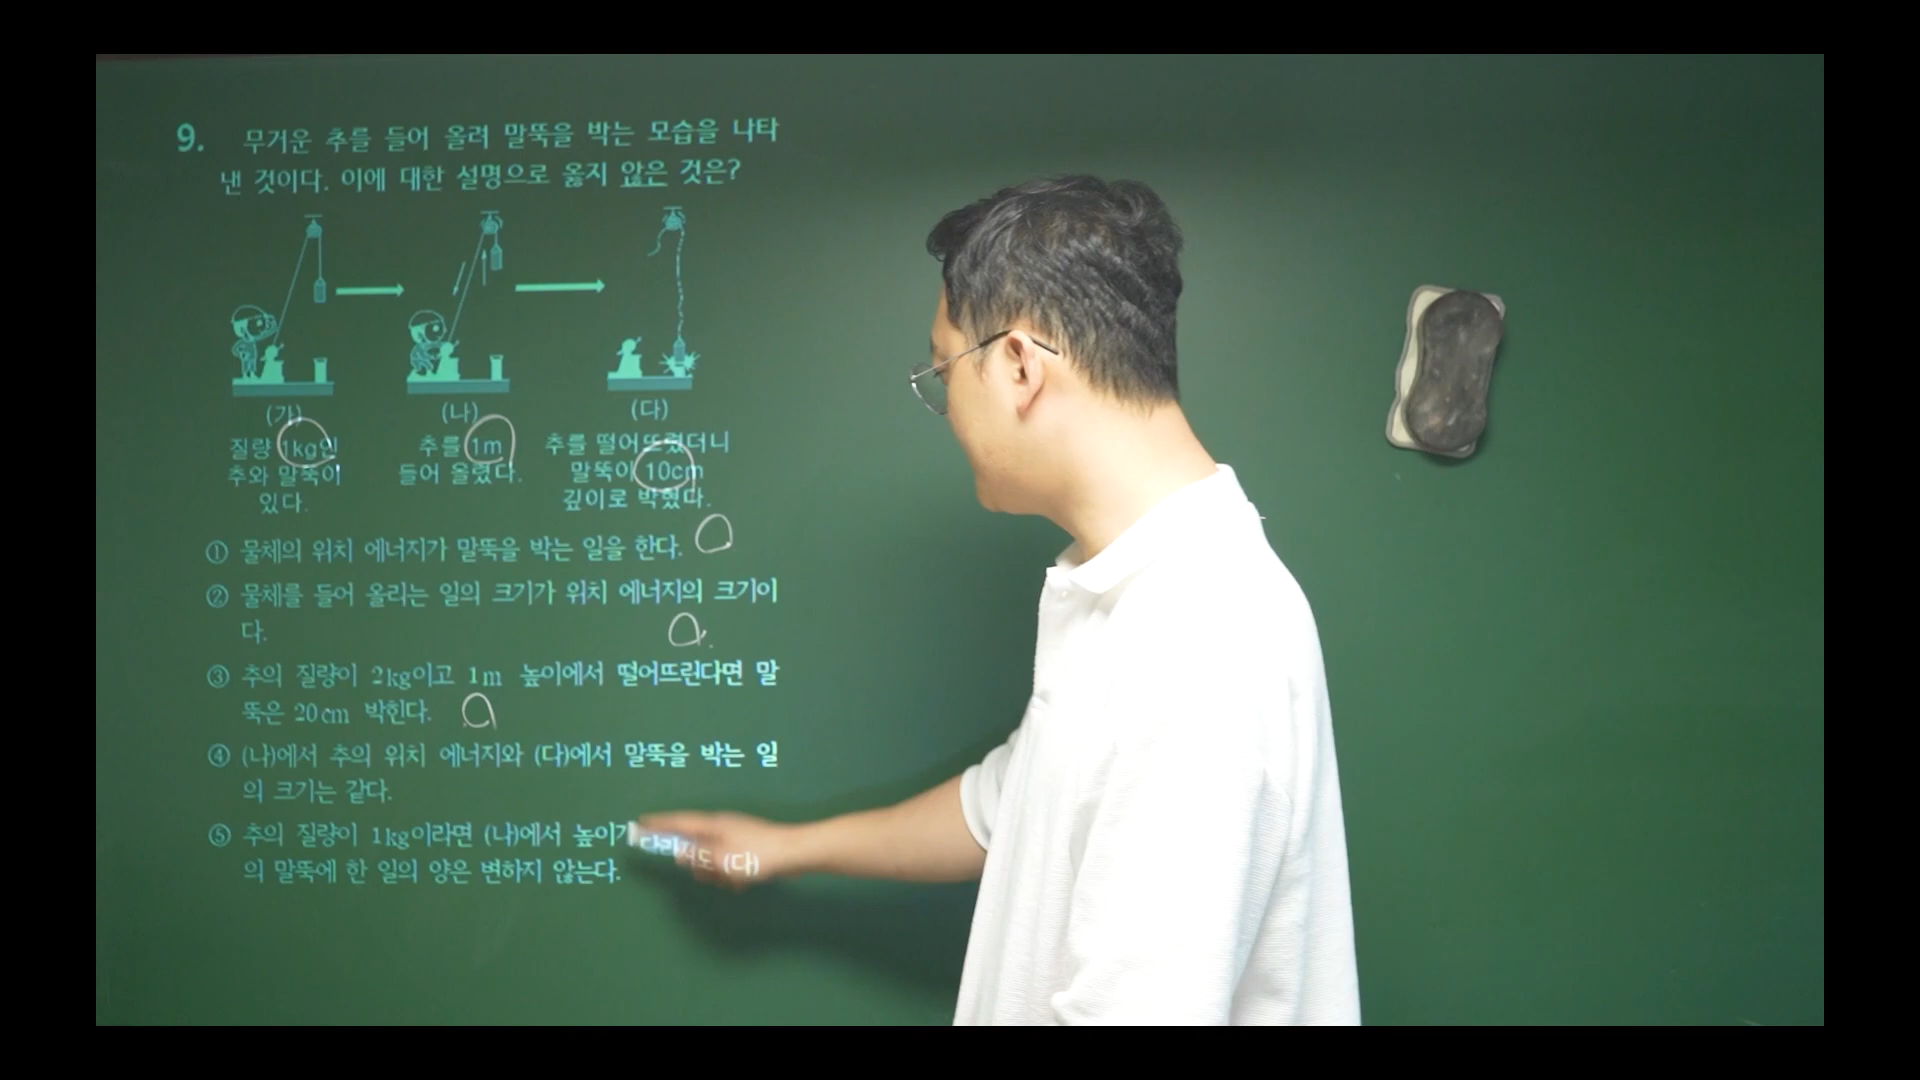 9. 무거운 추를 들어 올려 말뚝을 박는 모습을 나타
낸 것이다. 이에 대한 설명으로 옳지 않은 것은?
(가) (나) (다)
질량 1kg인
추와 말뚝이
있다.
추를 1m
들어 올렸다.
추를 떨어뜨렸더니
말뚝이 10cm
깊이로 박혔다.
① 물체의 위치 에너지가 말뚝을 박는 일을 한다.
② 물체를 들어 올리는 일의 크기가 위치 에너지의 크기이
다.
③ 추의 질량이 2kg이고 1m 높이에서 떨어뜨린다면 말
뚝은 20cm 박힌다.
④ (나)에서 추의 위치 에너지와 (다)에서 말뚝을 박는 일
의 크기는 같다.
⑤ 추의 질량이 1kg이라면 (나)에서 높이가 달라져도 (다)
의 말뚝에 한 일의 양은 변하지 않는다.